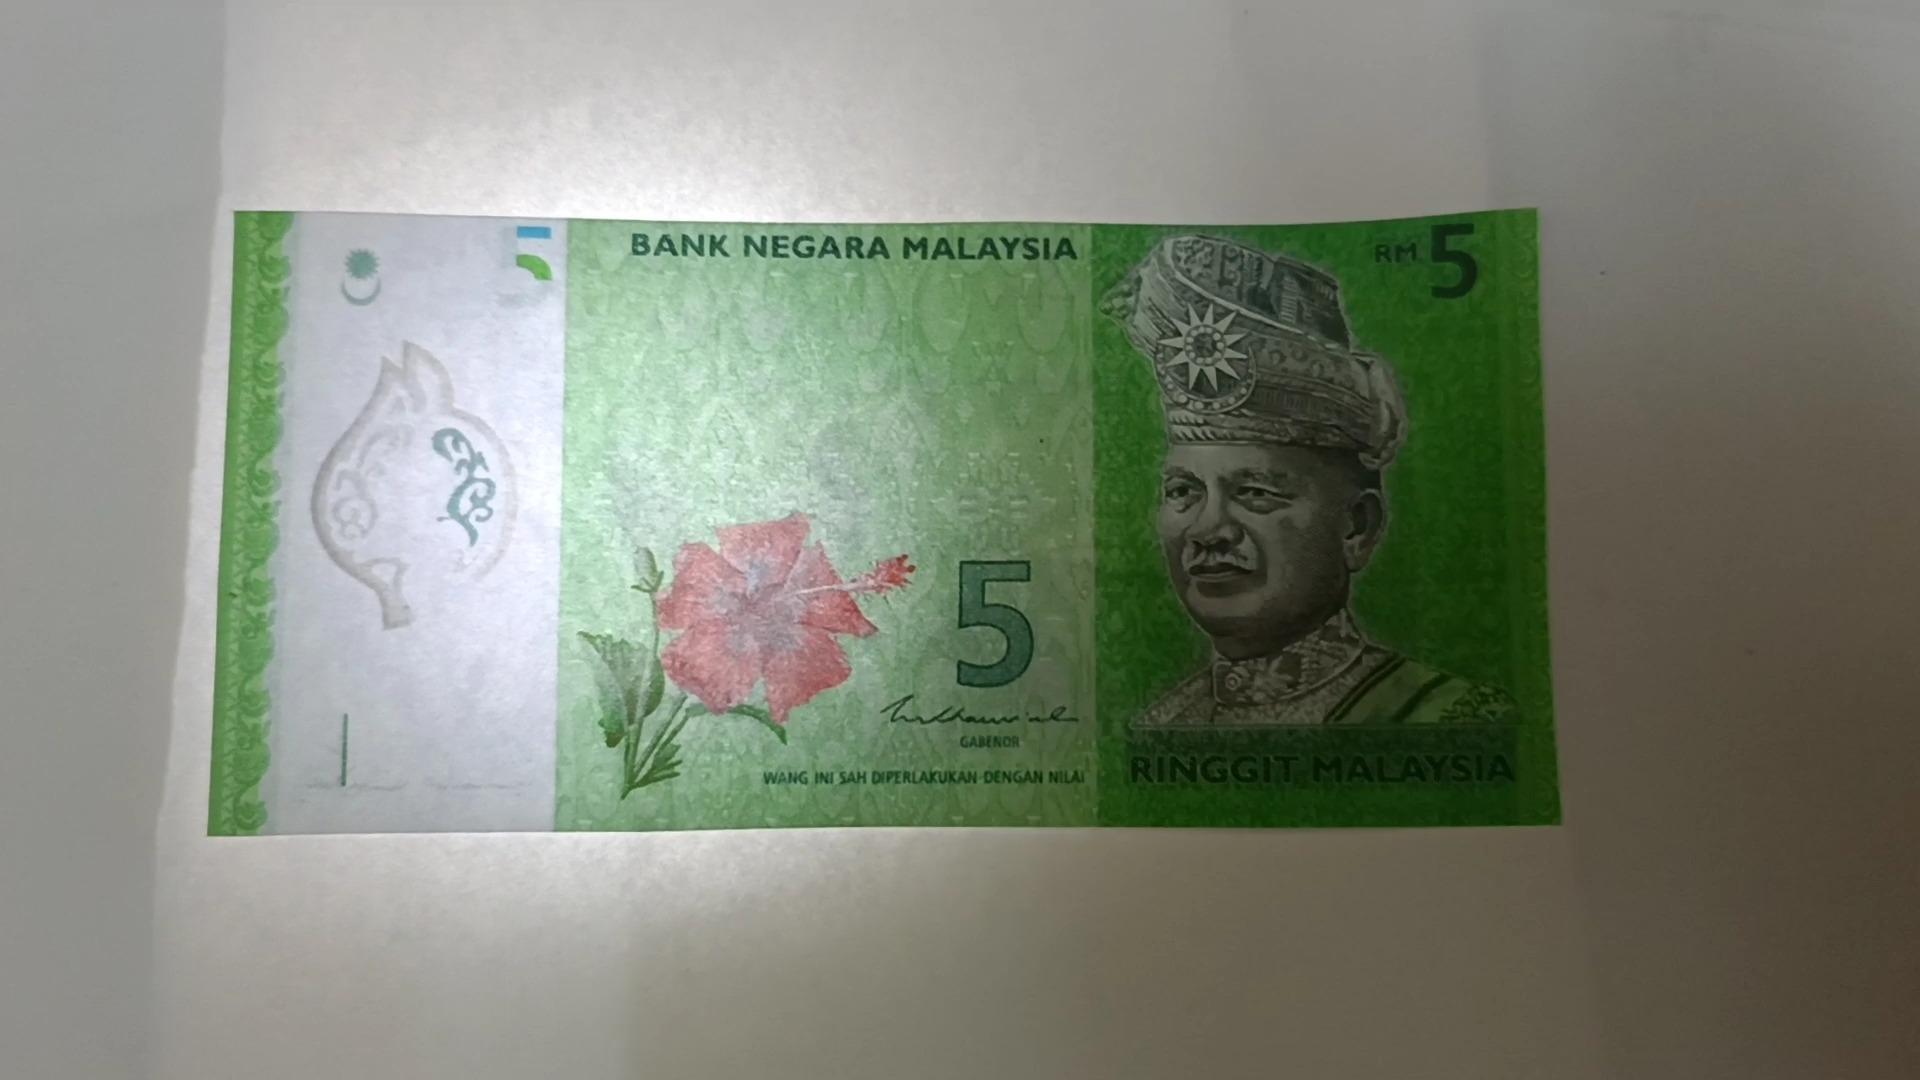 BANK NEGARA MALAYSIA
RM 5
5
GABENOR
WANG INI SAH DIPERLAKUKAN DENGAN NILAI
RINGGIT MALAYSIA